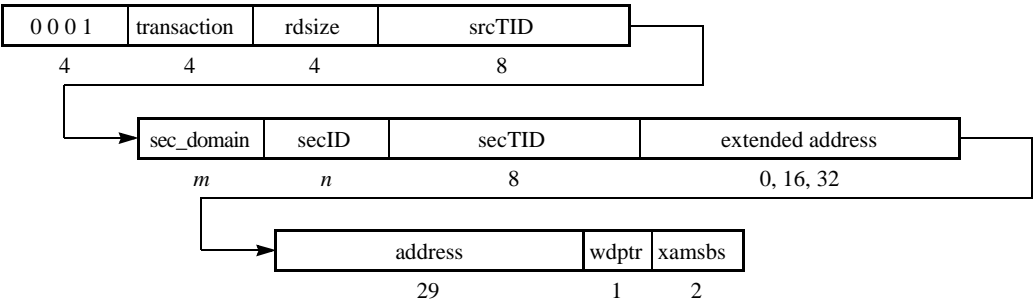 0 0 0 1 transaction rdsize srcTID
4 4 4 8
sec_domain secID secTID extended address
m n 8 0, 16, 32
address wdptr xamsbs
29 1 2